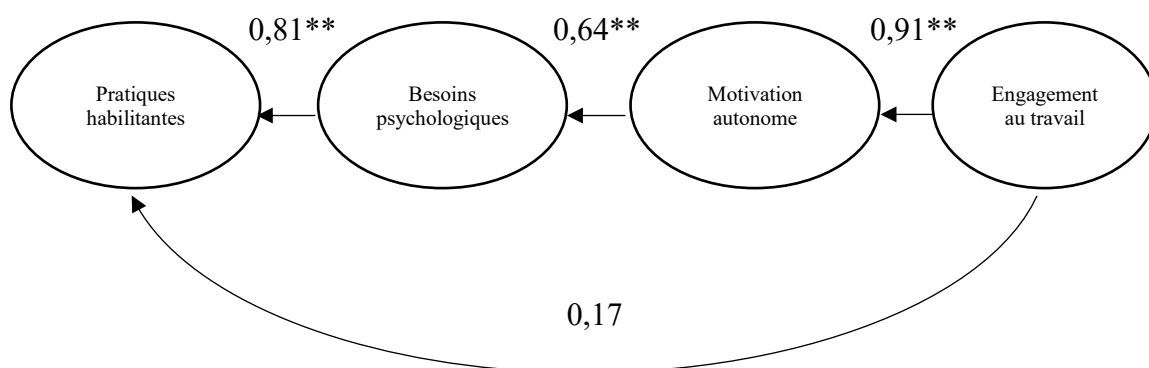 0,81**
0,64**
0,91**
Pratiques
habilitantes
Besoins
psychologiques
Motivation
autonome
Engagement
au travail
0,17